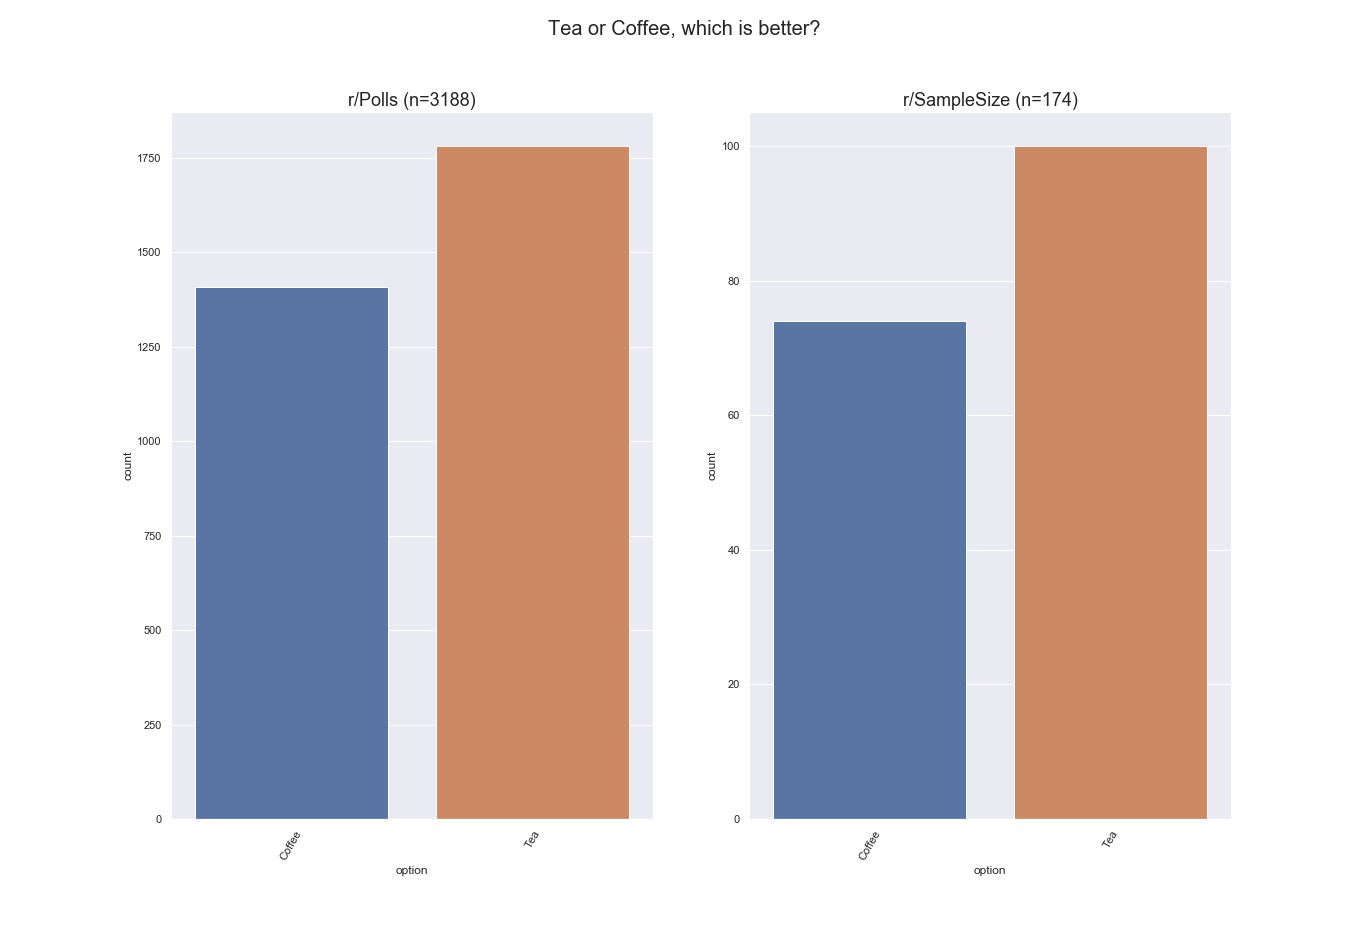 Tea or Coffee, which is better?
r/Polls (n=3188)
1750
1500
1250
1000
750
500
250
0
count
Coffee
Tea
option
r/SampleSize (n=174)
100
80
60
40
20
0
count
Coffee
Tea
option